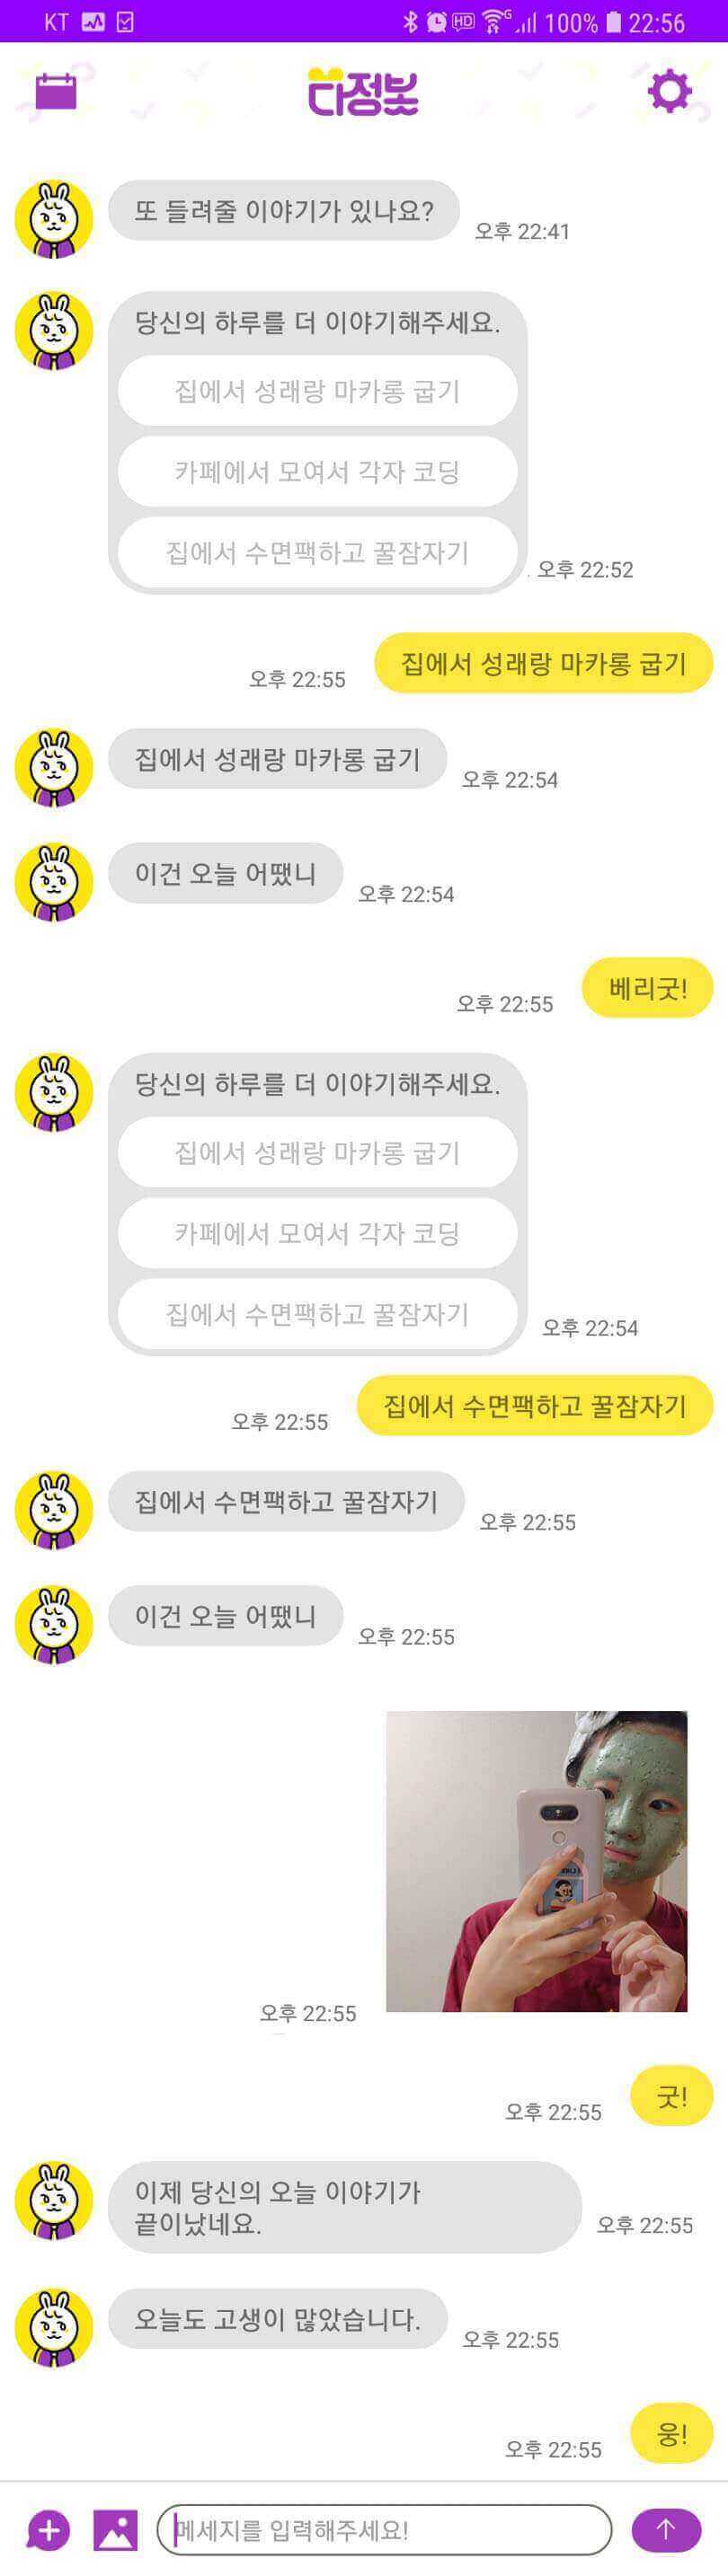 KT HD G 100% 22:56
다정봇
또 들려줄 이야기가 있나요?
오후 22:41
당신의 하루를 더 이야기해주세요.
집에서 성래랑 마카롱 굽기
카페에서 모여서 각자 코딩
집에서 수면팩하고 꿀잠자기
오후 22:52
집에서 성래랑 마카롱 굽기
오후 22:55
집에서 성래랑 마카롱 굽기
오후 22:54
이건 오늘 어땠니
오후 22:54
베리굿!
오후 22:55
당신의 하루를 더 이야기해주세요.
집에서 성래랑 마카롱 굽기
카페에서 모여서 각자 코딩
집에서 수면팩하고 꿀잠자기
오후 22:54
집에서 수면팩하고 꿀잠자기
오후 22:55
집에서 수면팩하고 꿀잠자기
오후 22:55
이건 오늘 어땠니
오후 22:55
오후 22:55
굿!
오후 22:55
이제 당신의 오늘 이야기가
끝이났네요.
오후 22:55
오늘도 고생이 많았습니다.
오후 22:55
웅!
오후 22:55
메세지를 입력해주세요!